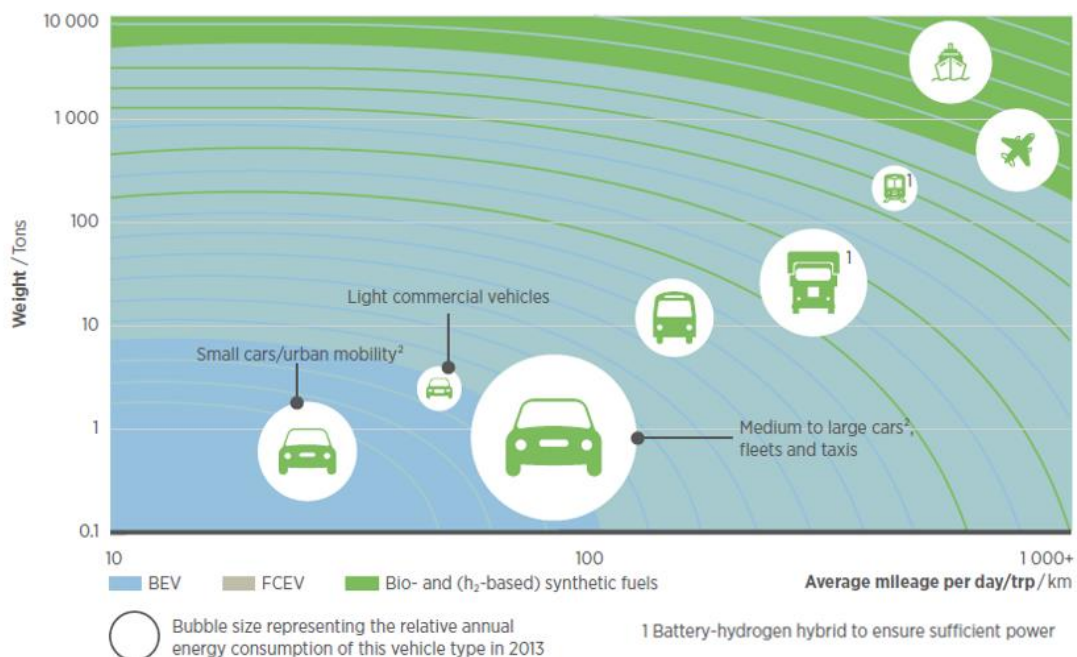 10 000
1 000
100
10
1
0.1
Weight / Tons
Light commercial vehicles
Small cars/urban mobility²
1
1
Medium to large cars²,
fleets and taxis
10
100
1 000+
BEV
FCEV
Bio- and (h₂-based) synthetic fuels
Average mileage per day/trp / km
Bubble size representing the relative annual
energy consumption of this vehicle type in 2013
1 Battery-hydrogen hybrid to ensure sufficient power